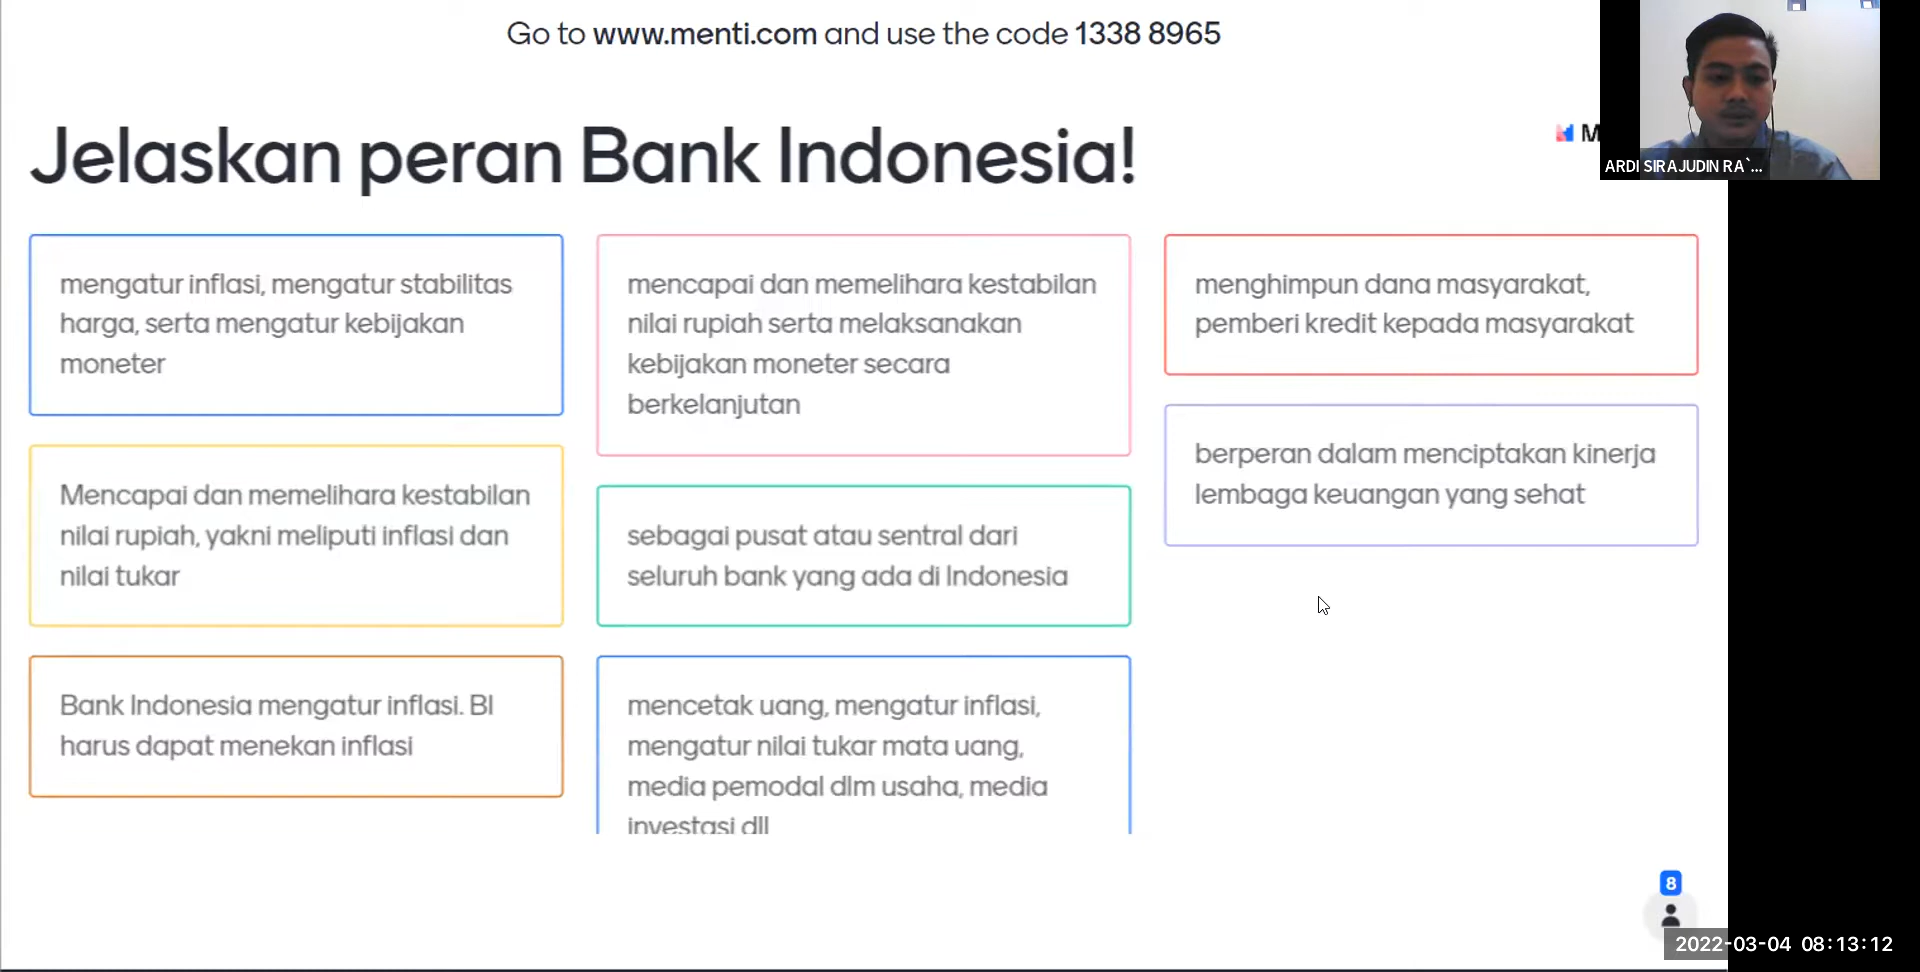 Go to www.menti.com and use the code 1338 8965
Jelaskan peran Bank Indonesia!
M
ARDI SIRAJUDIN RA`...
mengatur inflasi, mengatur stabilitas
harga, serta mengatur kebijakan
moneter
Mencapai dan memelihara kestabilan
nilai rupiah, yakni meliputi inflasi dan
nilai tukar
Bank Indonesia mengatur inflasi. BI
harus dapat menekan inflasi
mencapai dan memelihara kestabilan
nilai rupiah serta melaksanakan
kebijakan moneter secara
berkelanjutan
sebagai pusat atau sentral dari
seluruh bank yang ada di Indonesia
mencetak uang, mengatur inflasi,
mengatur nilai tukar mata uang,
media pemodal dlm usaha, media
investasi dll
menghimpun dana masyarakat,
pemberi kredit kepada masyarakat
berperan dalam menciptakan kinerja
lembaga keuangan yang sehat
8
2022-03-04 08:13:12